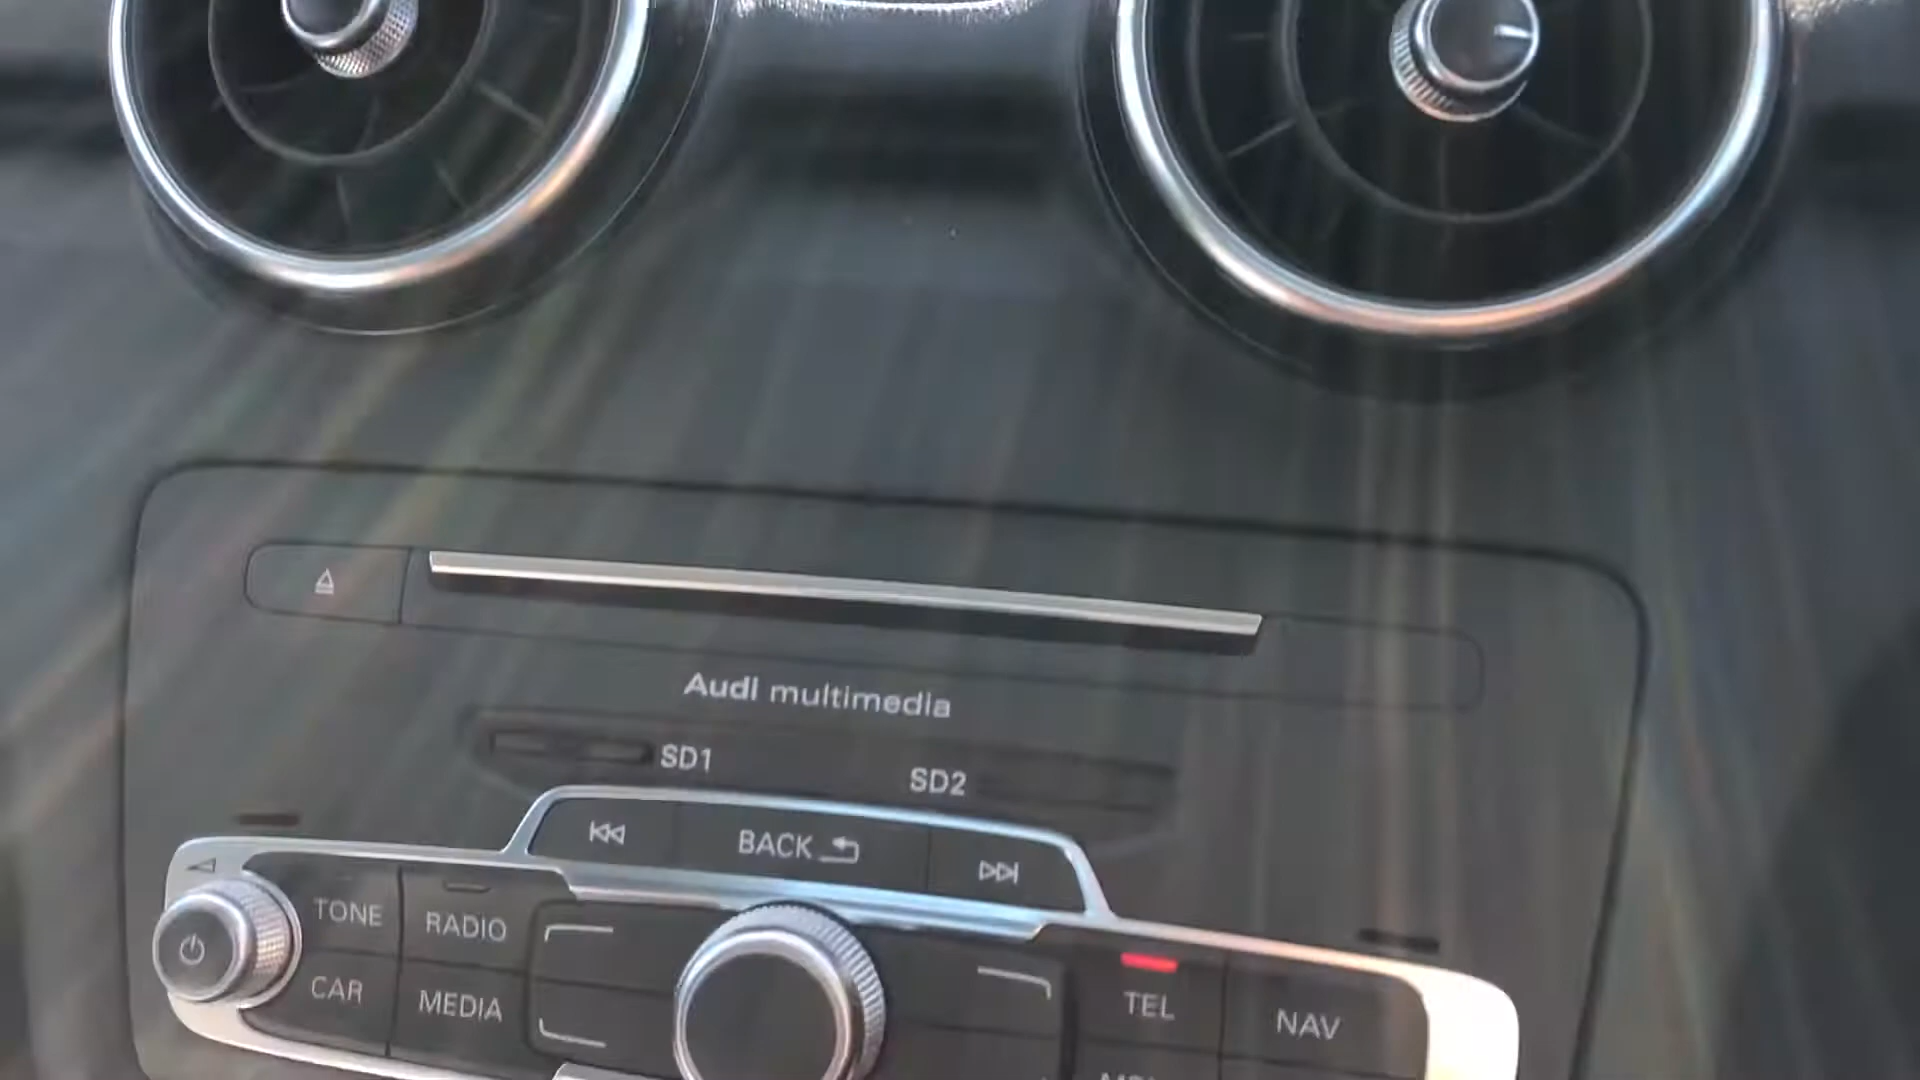 Audi multimedia
SD1
SD2
BACK
TONE
RADIO
CAR
MEDIA
TEL
NAV